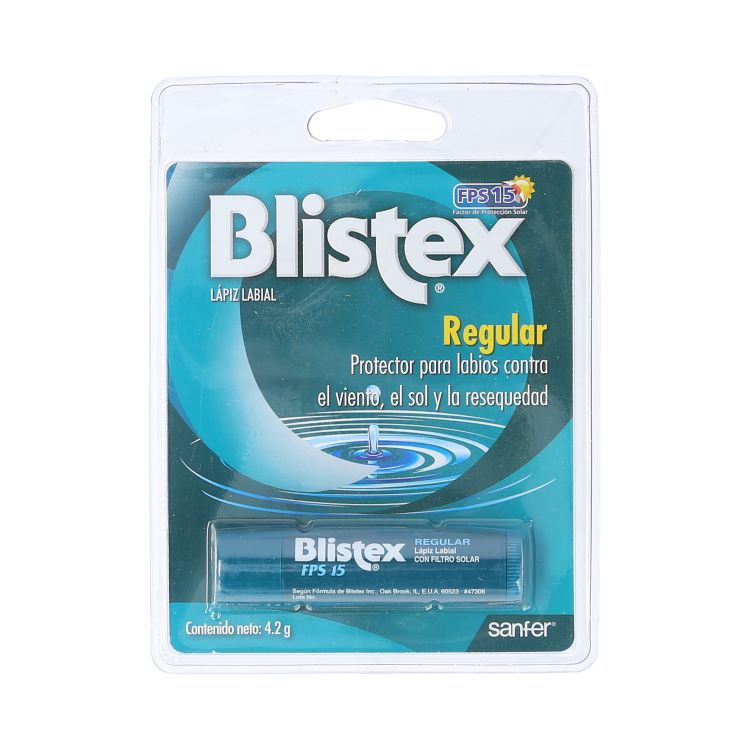 FPS 15
Factor de Protección Solar
Blistex®
LÁPIZ LABIAL
Regular
Protector para labios contra
el viento, el sol y la resequedad
Blistex®
FPS 15
REGULAR
Lápiz Labial
CON FILTRO SOLAR
Según Fórmula de Blistex Inc., Oak Brook, IL, E.U.A. 60523 #47306
Lote No.
Contenido neto: 4.2 g
sanfer®